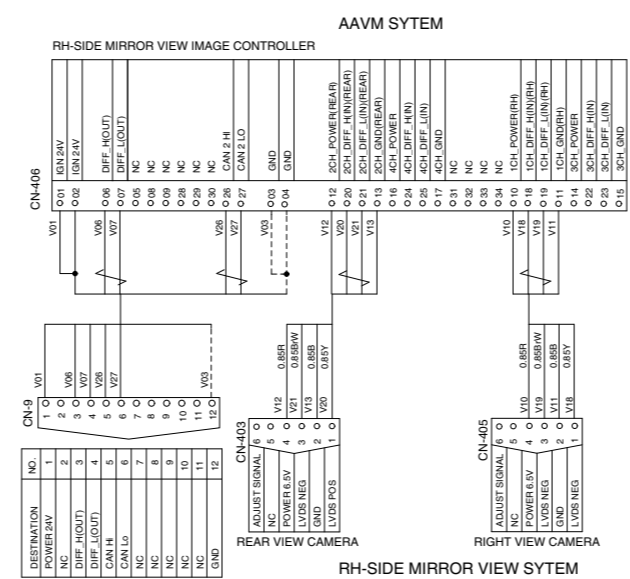 AAVM SYTEM
RH-SIDE MIRROR VIEW IMAGE CONTROLLER
CN-406
IGN 24V
IGN 24V
DIFF_H(OUT)
DIFF_L(OUT)
NC
NC
NC
NC
NC
NC
CAN 2 HI
CAN 2 LO
GND
GND
2CH_POWER(REAR)
2CH_DIFF_H(IN)(REAR)
2CH_DIFF_L(IN)(REAR)
2CH_GND(REAR)
4CH_POWER
4CH_DIFF_H(IN)
4CH_DIFF_L(IN)
4CH_GND
NC
NC
NC
NC
1CH_POWER(RH)
1CH_DIFF_H(IN)(RH)
1CH_DIFF_L(IN)(RH)
1CH_GND(RH)
3CH_POWER
3CH_DIFF_H(IN)
3CH_DIFF_L(IN)
3CH_GND
01
02
06
07
05
08
09
28
29
30
26
27
03
04
12
20
21
13
16
24
25
17
31
32
33
34
10
18
19
11
14
22
23
15
V01
V06
V07
V26
V27
V03
V12
V20
V21
V13
V10
V18
V19
V11
V01
V06
V07
V26
V27
V03
CN-9
1
2
3
4
5
6
7
8
9
10
11
12
0.85R
0.85BrW
0.85B
0.85Y
V12
V21
V13
V20
CN-403
6
5
4
3
2
1
ADJUST SIGNAL
NC
POWER 6.5V
LVDS NEG
GND
LVDS POS
REAR VIEW CAMERA
0.85R
0.85BrW
0.85B
0.85Y
V10
V19
V11
V18
CN-405
6
5
4
3
2
1
ADJUST SIGNAL
NC
POWER 6.5V
LVDS NEG
GND
LVDS POS
RIGHT VIEW CAMERA
DESTINATION NO.
POWER 24V 1
NC 2
DIFF_H(OUT) 3
DIFF_L(OUT) 4
CAN Hi 5
CAN Lo 6
NC 7
NC 8
NC 9
NC 10
NC 11
GND 12
RH-SIDE MIRROR VIEW SYTEM